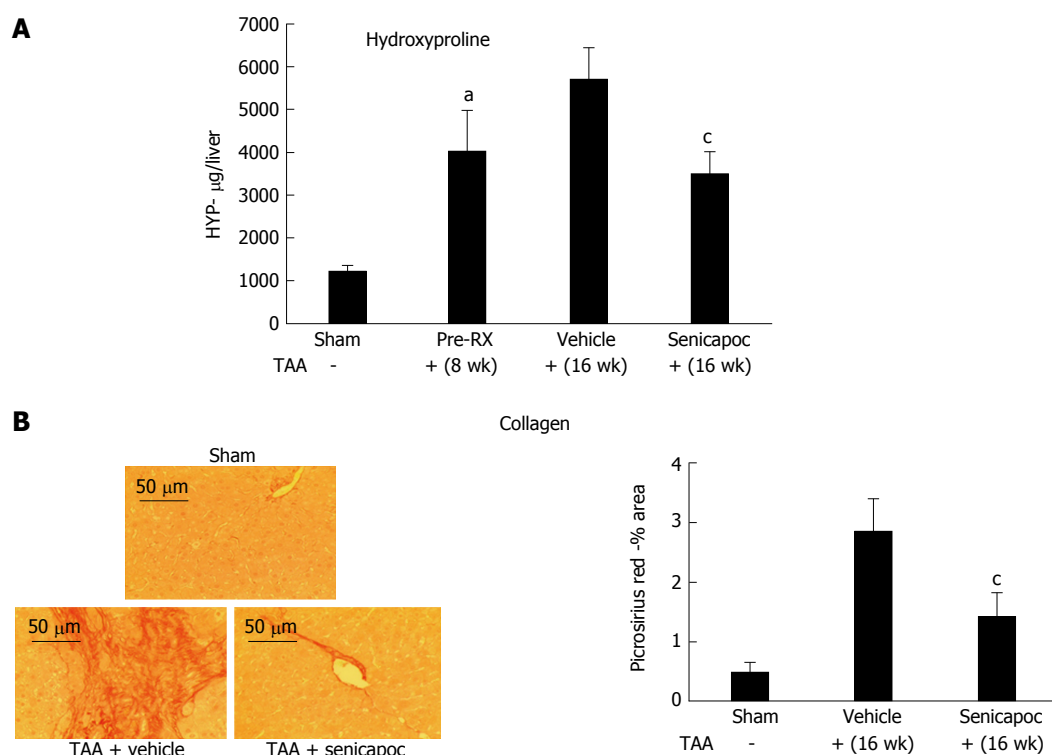 A
Hydroxyproline
HYP- μg/liver
7000
6000
5000
4000
3000
2000
1000
0
a
c
Sham Pre-RX Vehicle Senicapoc
TAA - + (8 wk) + (16 wk) + (16 wk)
B
Collagen
Sham
50 μm
50 μm
50 μm
TAA + vehicle TAA + senicapoc
Picrosirius red -% area
4
3
2
1
0
c
Sham Vehicle Senicapoc
TAA - + (16 wk) + (16 wk)